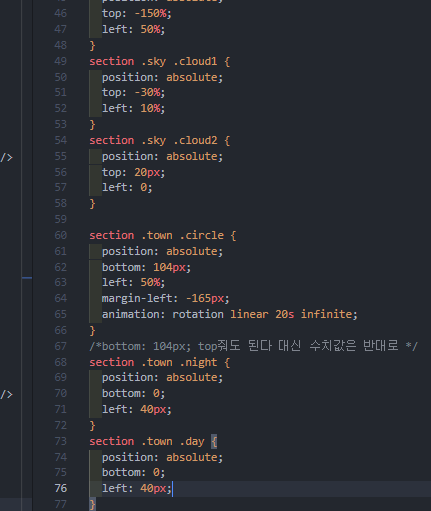 46 top: -150%;
47 left: 50%;
48 }
49 section .sky .cloud1 {
50 position: absolute;
51 top: -30%;
52 left: 10%;
53 }
54 section .sky .cloud2 {
/> 55 position: absolute;
56 top: 20px;
57 left: 0;
58 }
59
60 section .town .circle {
61 position: absolute;
62 bottom: 104px;
63 left: 50%;
64 margin-left: -165px;
65 animation: rotation linear 20s infinite;
66 }
67 /*bottom: 104px; top줘도 된다 대신 수치값은 반대로 */
68 section .town .night {
69 position: absolute;
/> 70 bottom: 0;
71 left: 40px;
72 }
73 section .town .day {
74 position: absolute;
75 bottom: 0;
76 left: 40px;
77 }